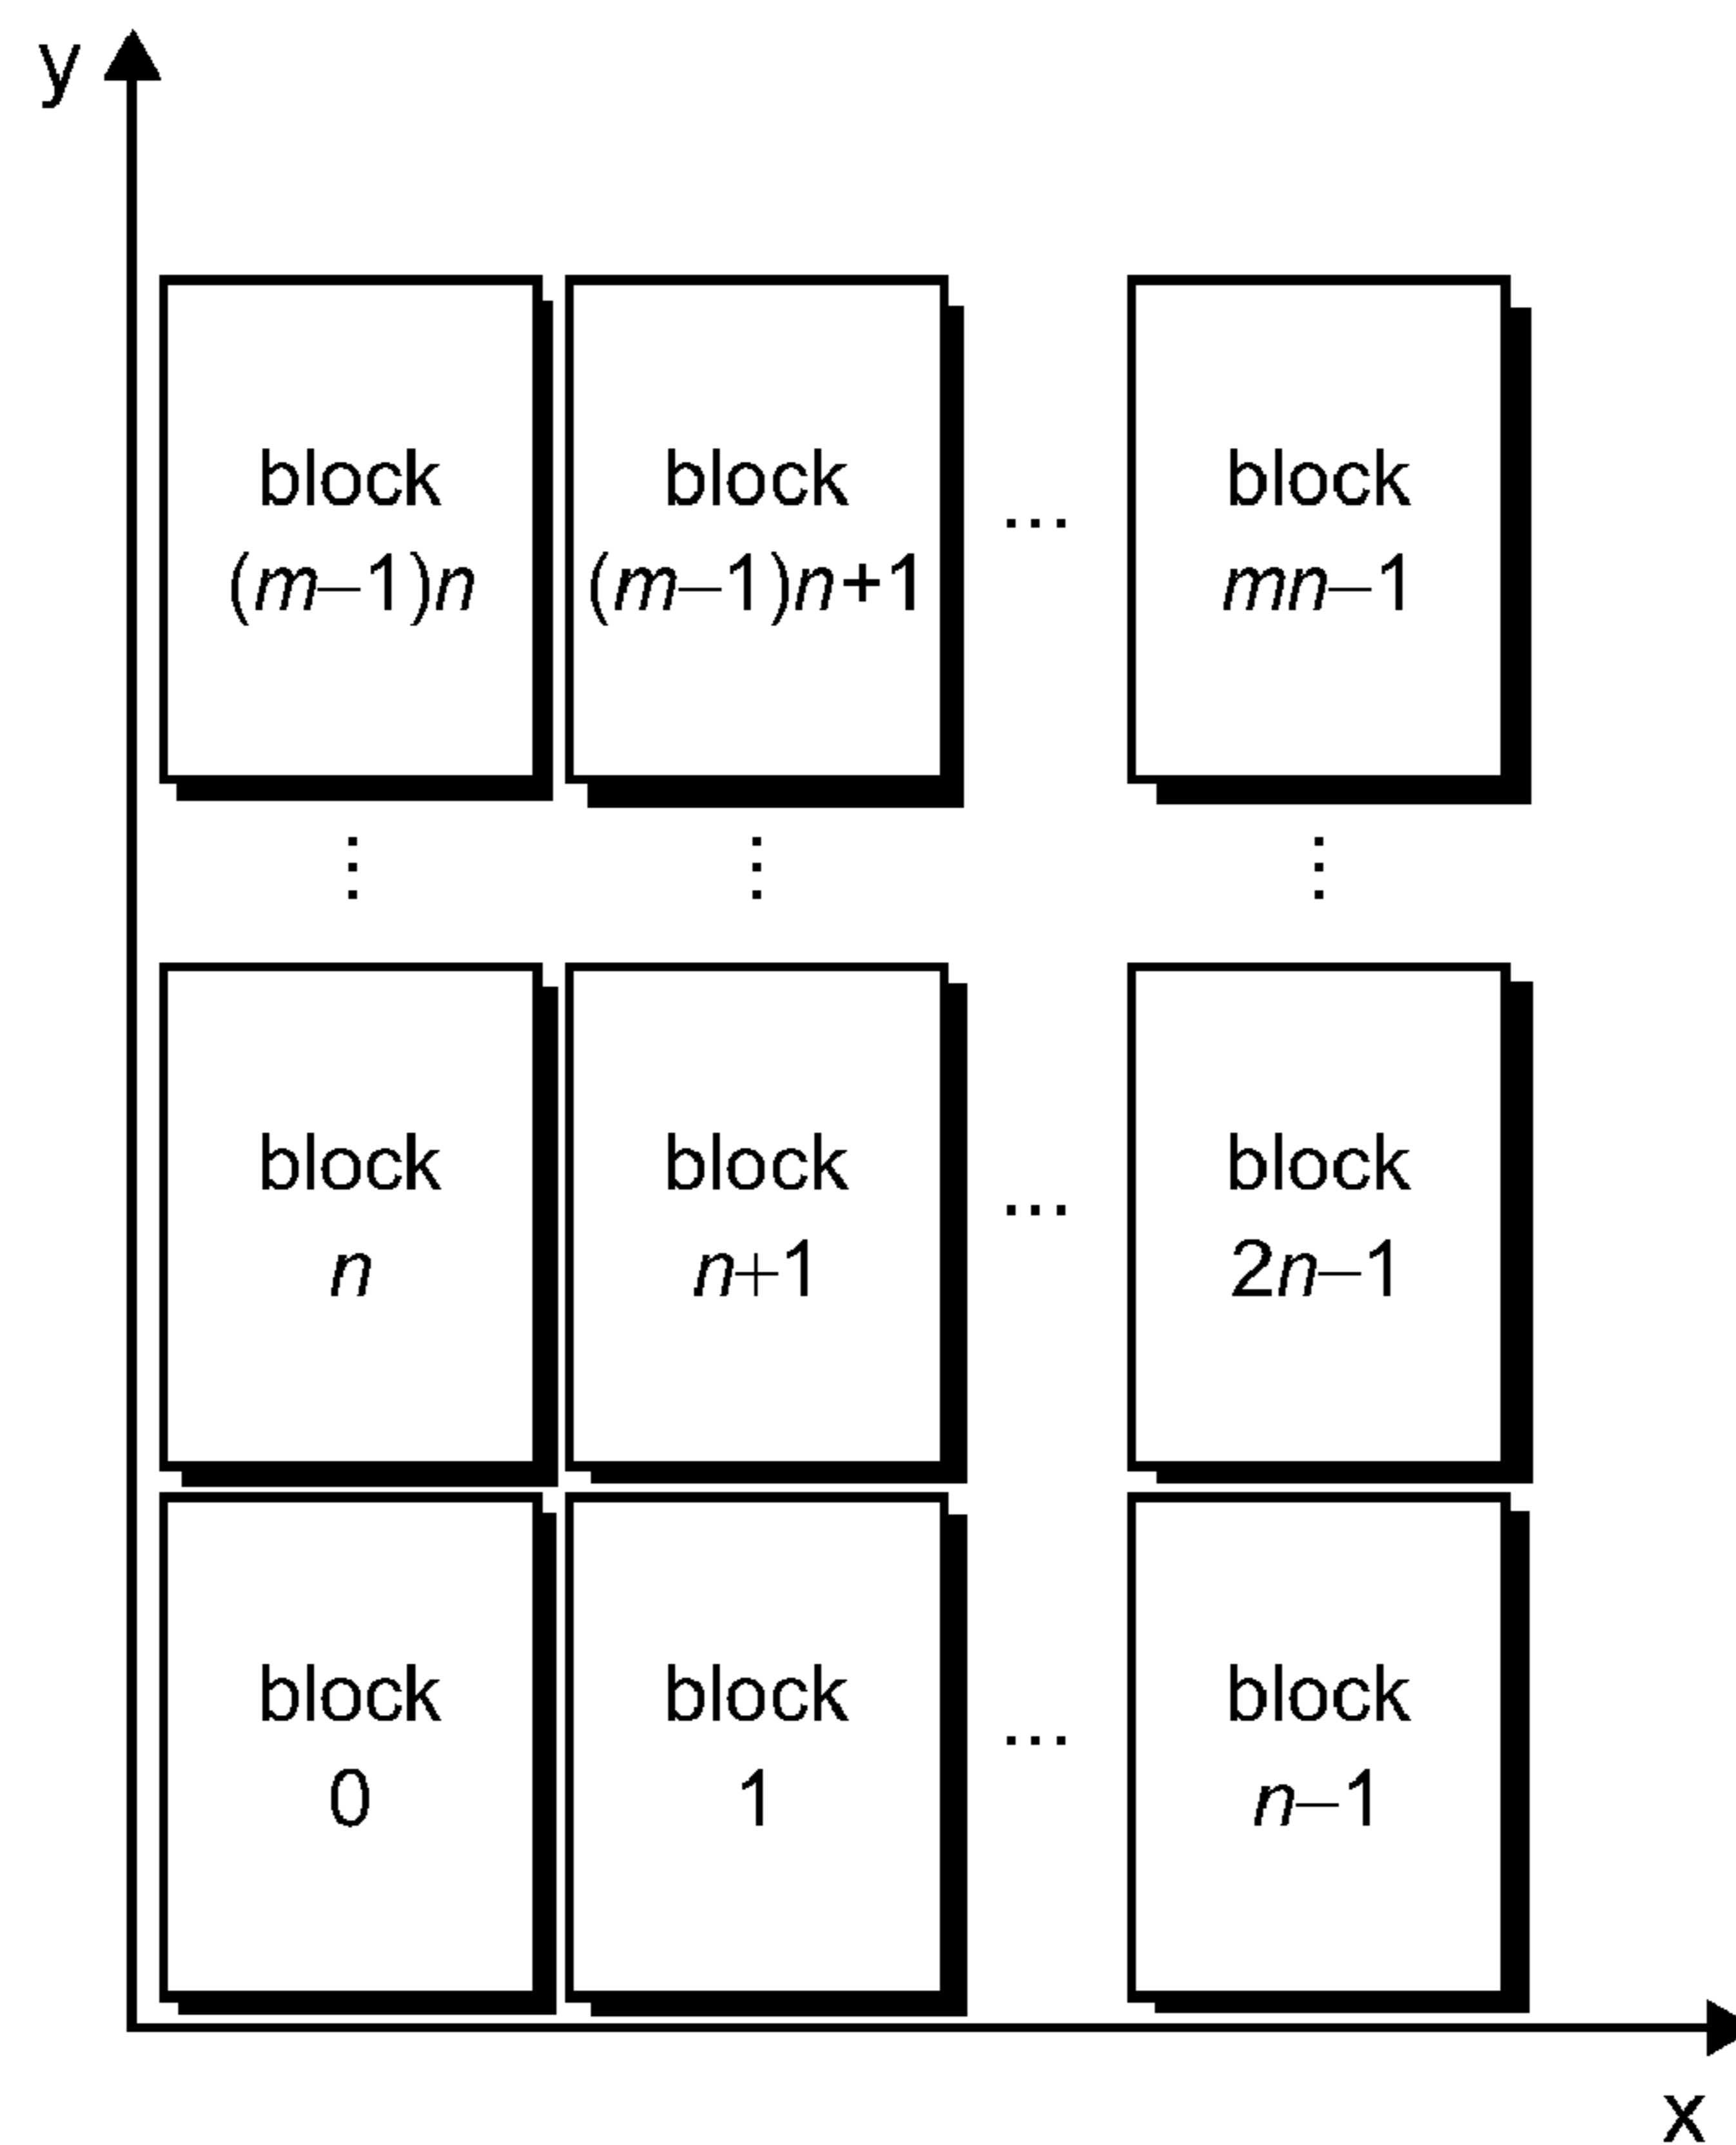 y
block
(m–1)n
block
(m–1)n+1
...
block
mn–1
block
n
block
n+1
...
block
2n–1
block
0
block
1
...
block
n–1
x